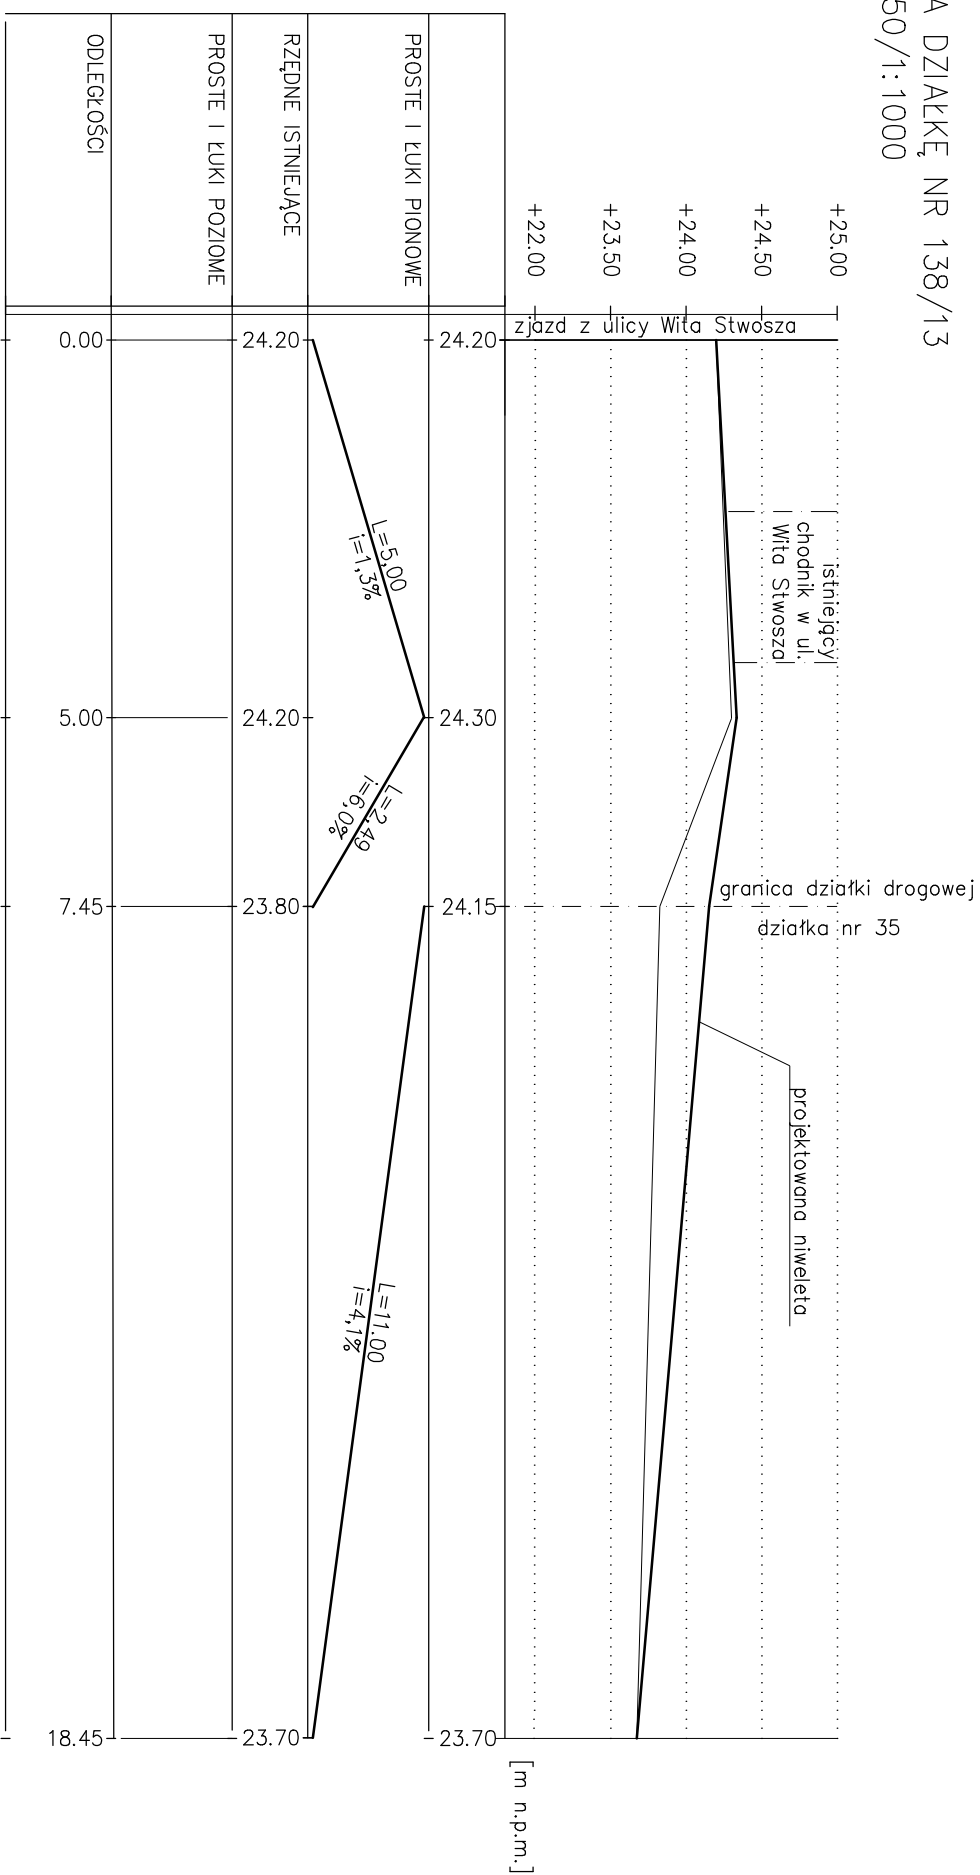 A DZIAŁKĘ NR 138/13
50/1:1000
+25.00
+24.50
+24.00
+23.50
+22.00
zjazd z ulicy Wita Stwosza
istniejący
chodnik w ul.
Wita Stwosza
granica działki drogowej
działka nr 35
projektowana niweleta
[m n.p.m.]
24.20
24.30
24.15
23.70
PROSTE I ŁUKI PIONOWE
L=5,00
i=1,3%
L=2,49
i=6,0%
L=11.00
i=4,1%
RZĘDNE ISTNIEJĄCE
24.20
24.20
23.80
23.70
PROSTE I ŁUKI POZIOME
ODLEGŁOŚCI
0.00
5.00
7.45
18.45